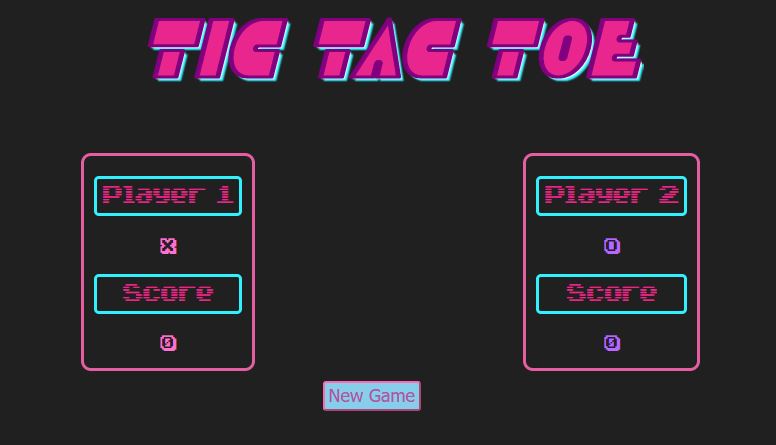 TIC TAC TOE
Player 1
X
Score
0
Player 2
O
Score
0
New Game